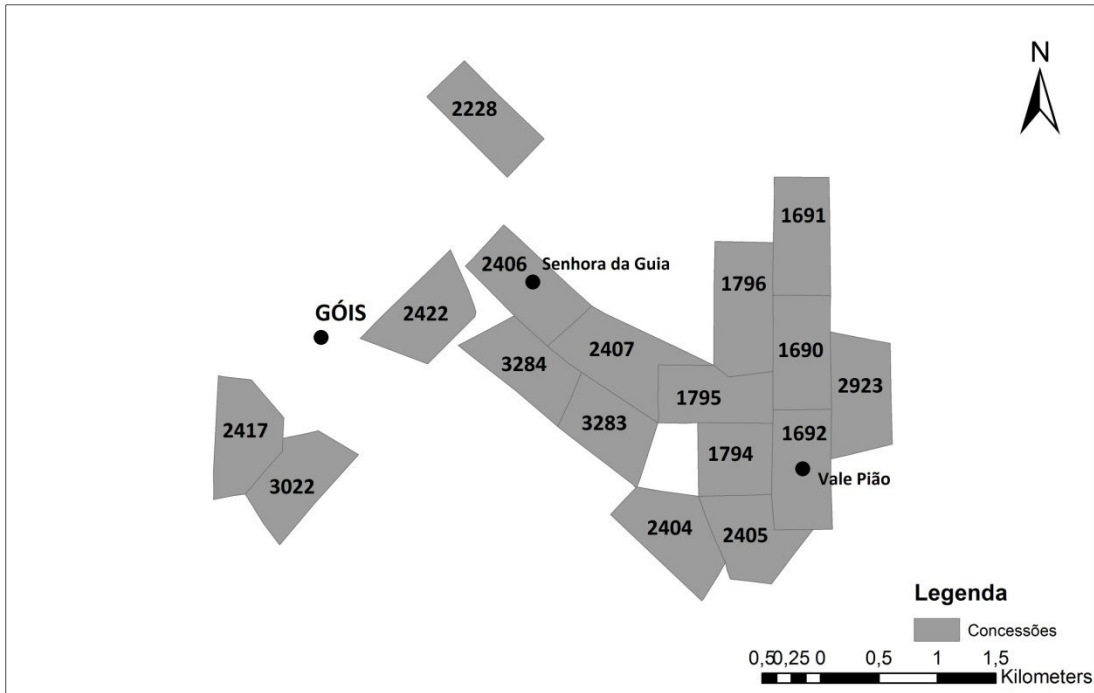 N
2228
1691
2406
Senhora da Guia
1796
GÓIS
2422
2407
1690
3284
2923
1795
3283
2417
1692
1794
Vale Pião
3022
2404
2405
Legenda
Concessões
0,5 0,25 0 0,5 1 1,5
Kilometers